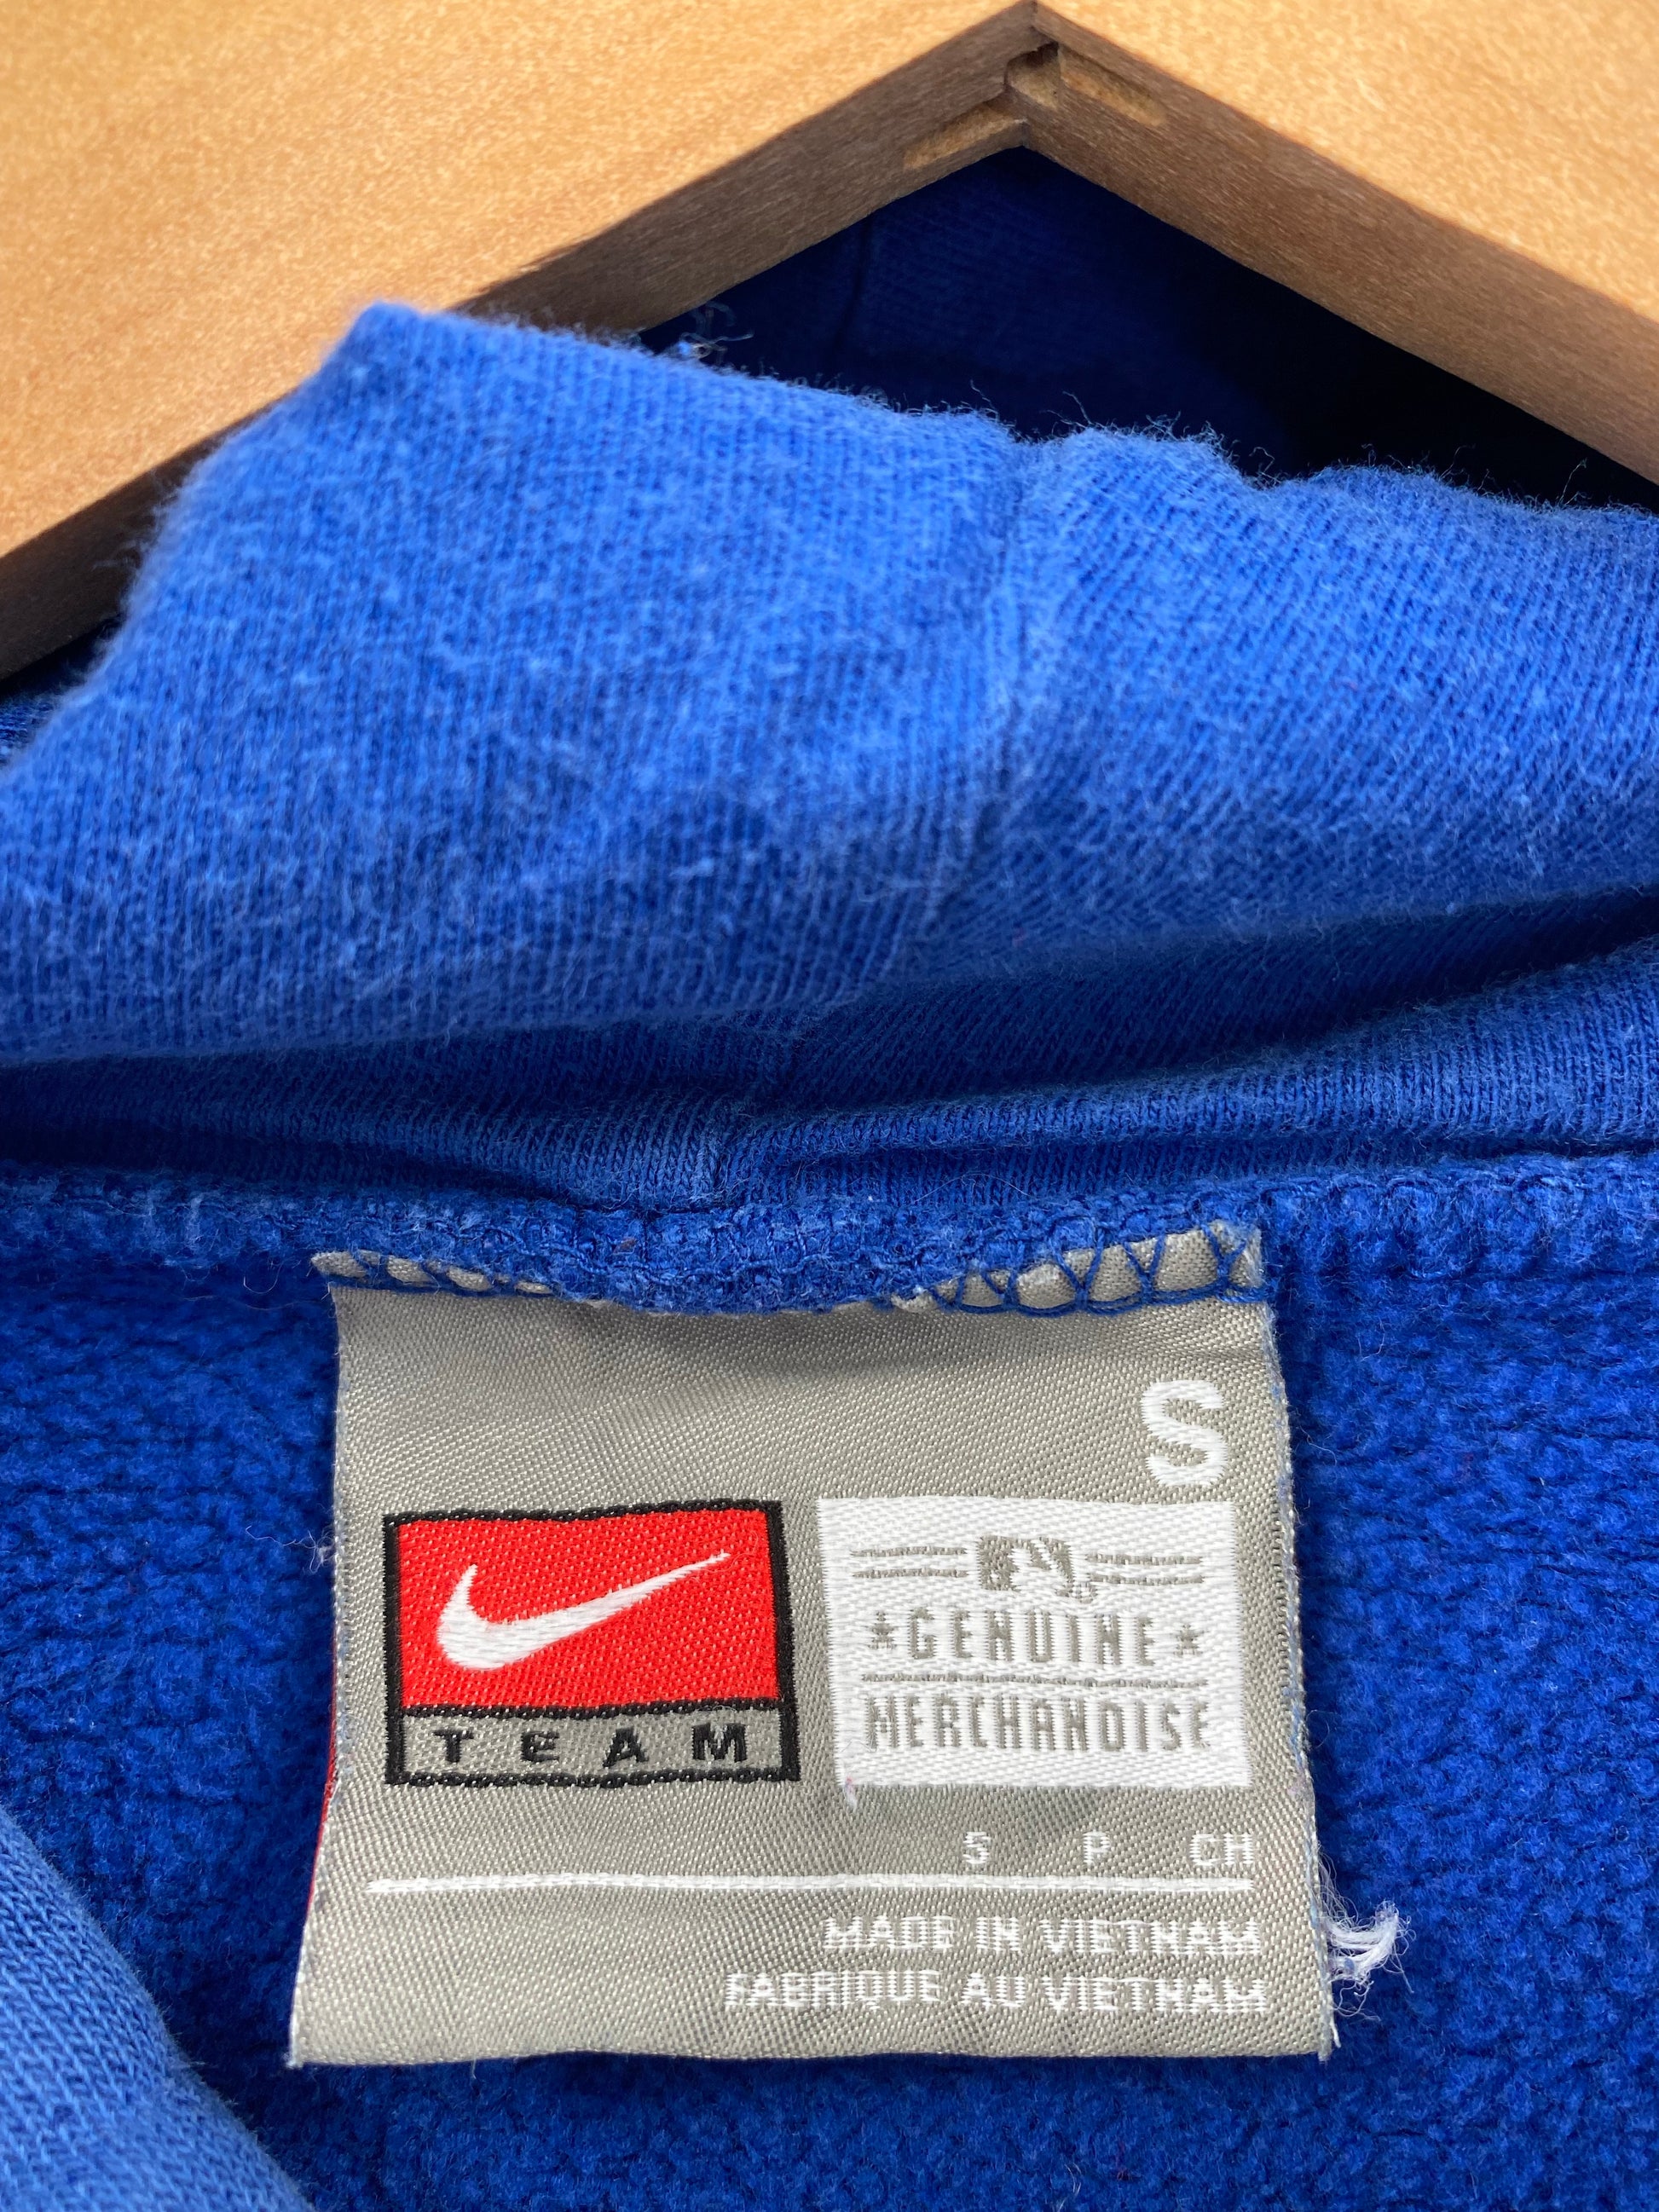 S
TEAM
GENUINE
MERCHANDISE
S P CH
MADE IN VIETNAM
FABRIQUE AU VIETNAM